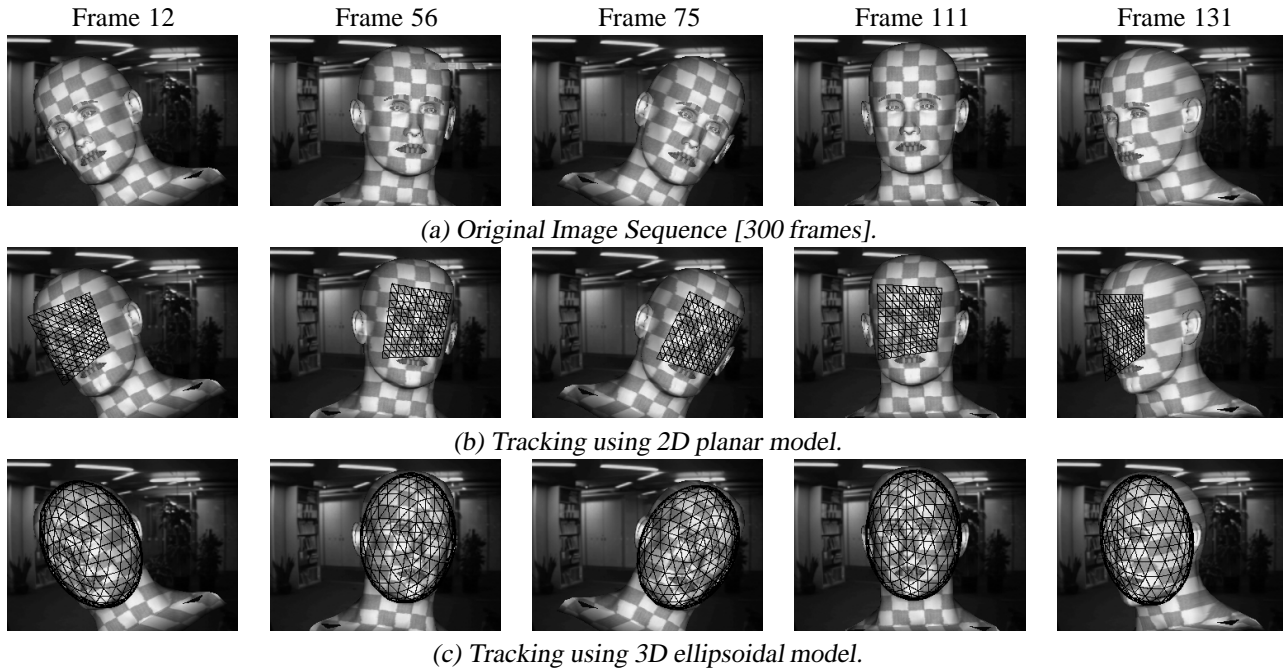 Frame 12 Frame 56 Frame 75 Frame 111 Frame 131
(a) Original Image Sequence [300 frames].
(b) Tracking using 2D planar model.
(c) Tracking using 3D ellipsoidal model.